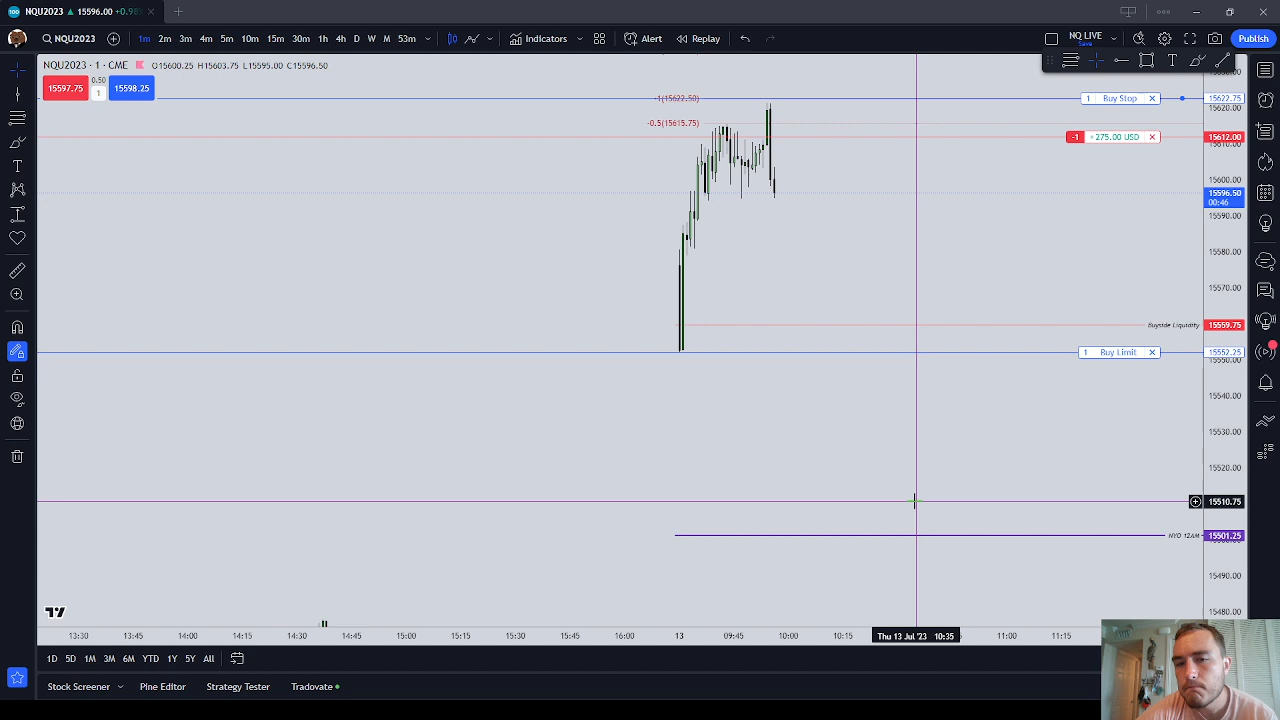 NQU2023 15596.00 +0.98%
NQU2023 1m 2m 3m 4m 5m 10m 15m 30m 1h 4h D W M 53m Indicators Alert Replay NQ LIVE Save Publish
NQU2023 · 1 · CME O15600.25 H15603.75 L15595.00 C15596.50
15597.75 0.50 1 15598.25
-1(15622.50) 1 Buy Stop 15622.75
15620.00
-0.5(15615.75)
-1 +275.00 USD 15612.00
15610.00
15600.00
15596.50
00:46
15590.00
15580.00
15570.00
Buyside Liquidity 15559.75
1 Buy Limit 15552.25
15550.00
15540.00
15530.00
15520.00
15510.75
NYO 12AM 15501.25
15490.00
15480.00
13:30 13:45 14:00 14:15 14:30 14:45 15:00 15:15 15:30 15:45 16:00 13 09:45 10:00 10:15 Thu 13 Jul '23 10:35 11:00 11:15
1D 5D 1M 3M 6M YTD 1Y 5Y All
Stock Screener Pine Editor Strategy Tester Tradovate